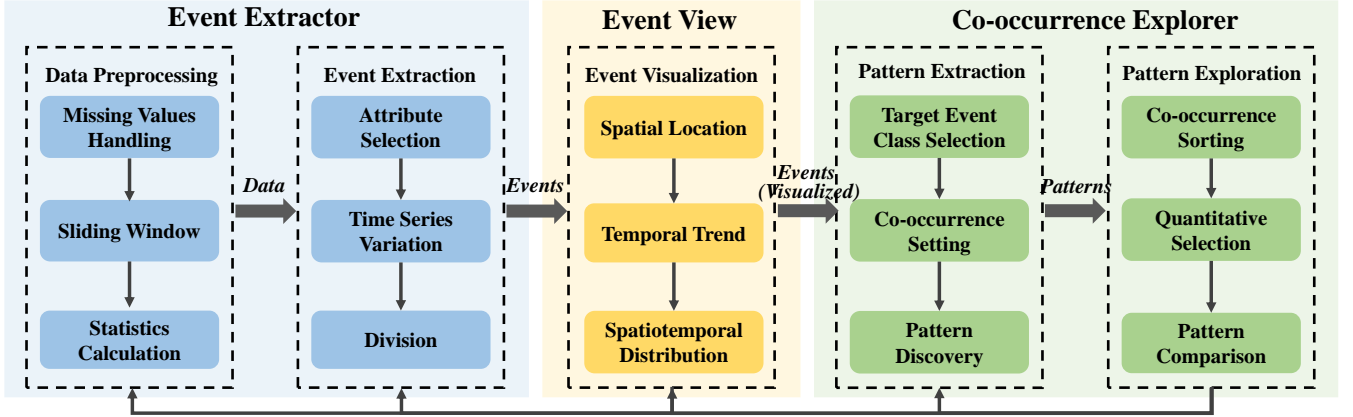 Event Extractor
Event View
Co-occurrence Explorer
Data Preprocessing
Missing Values
Handling
Sliding Window
Statistics
Calculation
Data
Event Extraction
Attribute
Selection
Time Series
Variation
Division
Events
Event Visualization
Spatial Location
Temporal Trend
Spatiotemporal
Distribution
Events
(Visualized)
Pattern Extraction
Target Event
Class Selection
Co-occurrence
Setting
Pattern
Discovery
Patterns
Pattern Exploration
Co-occurrence
Sorting
Quantitative
Selection
Pattern
Comparison